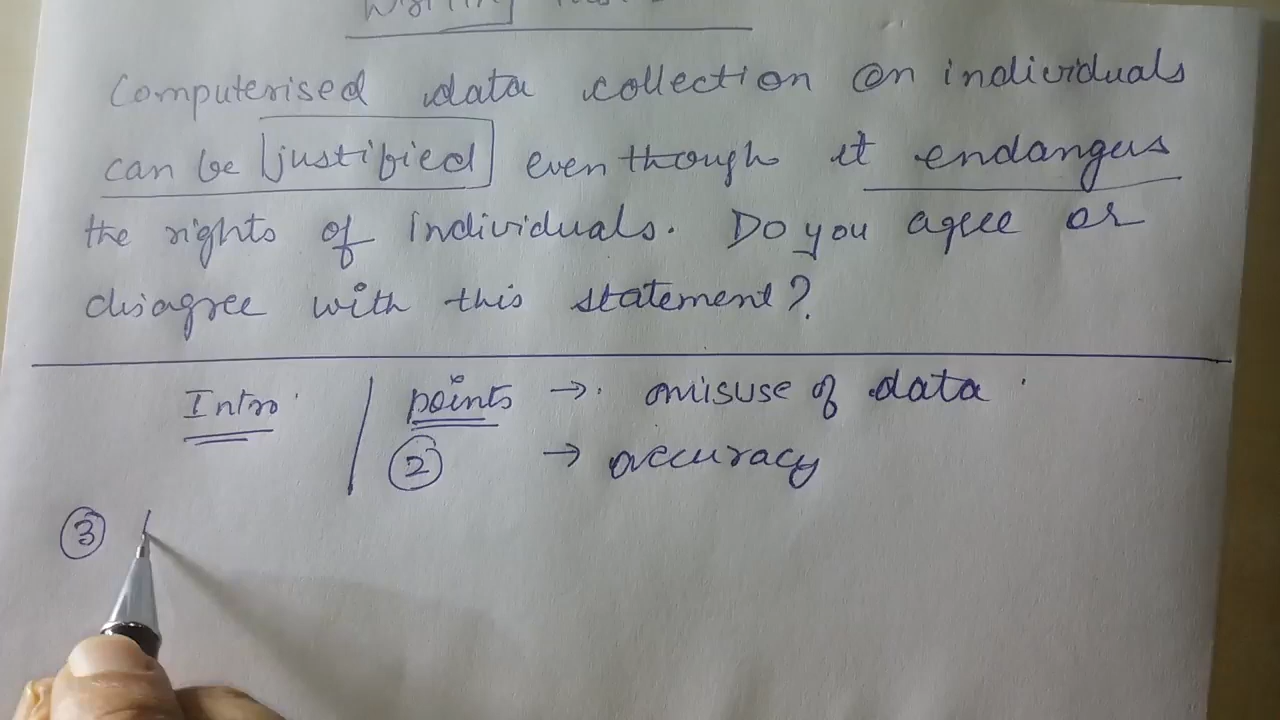 Writing
Computerised data collection on individuals
can be justified even though it endangers
the rights of individuals. Do you agree or
disagree with this statement?
Intro points → misuse of data
② → accuracy
③